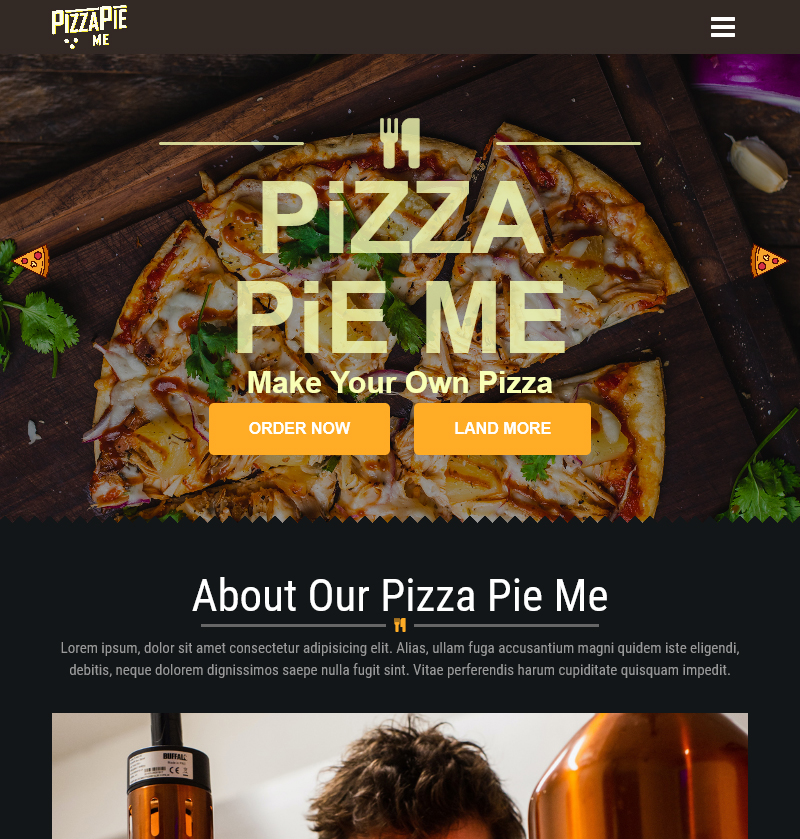 PIZZAPIE
ME
PiZZA
PiE ME
Make Your Own Pizza
ORDER NOW
LAND MORE
About Our Pizza Pie Me
Lorem ipsum, dolor sit amet consectetur adipisicing elit. Alias, ullam fuga accusantium magni quidem iste eligendi,
debitis, neque dolorem dignissimos saepe nulla fugit sint. Vitae perferendis harum cupiditate quisquam impedit.
BUFFALO